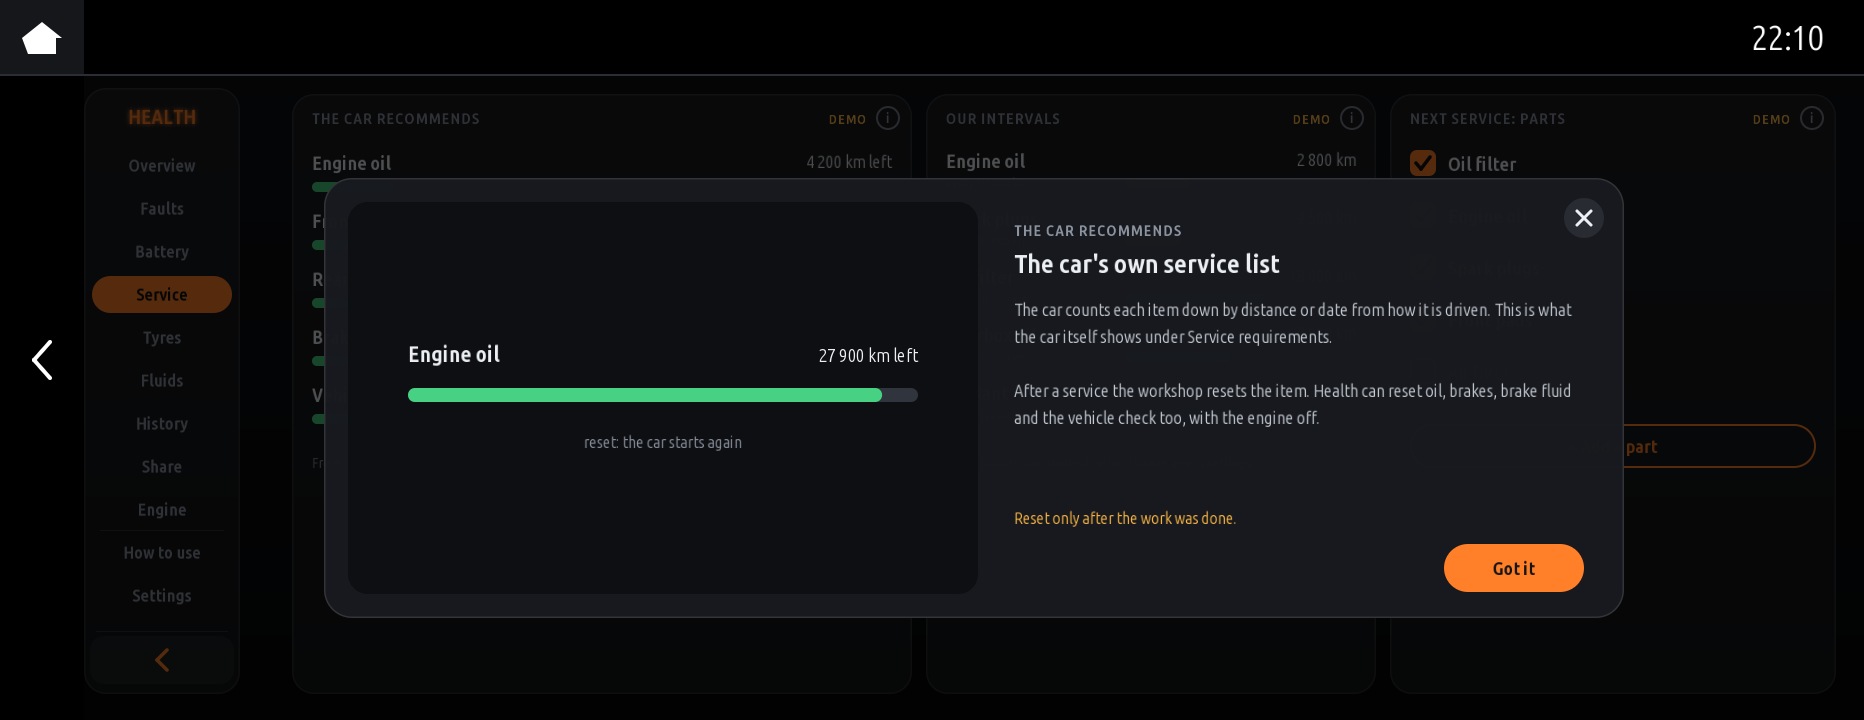 22:10
HEALTH
Overview
Faults
Battery
Service
Tyres
Fluids
History
Share
Engine
How to use
Settings
THE CAR RECOMMENDS
DEMO
Engine oil
4 200 km left
OUR INTERVALS
DEMO
Engine oil
2 800 km
NEXT SERVICE: PARTS
DEMO
Oil filter
part
Engine oil
27 900 km left
reset: the car starts again
THE CAR RECOMMENDS
The car's own service list
The car counts each item down by distance or date from how it is driven. This is what
the car itself shows under Service requirements.
After a service the workshop resets the item. Health can reset oil, brakes, brake fluid
and the vehicle check too, with the engine off.
Reset only after the work was done.
Got it